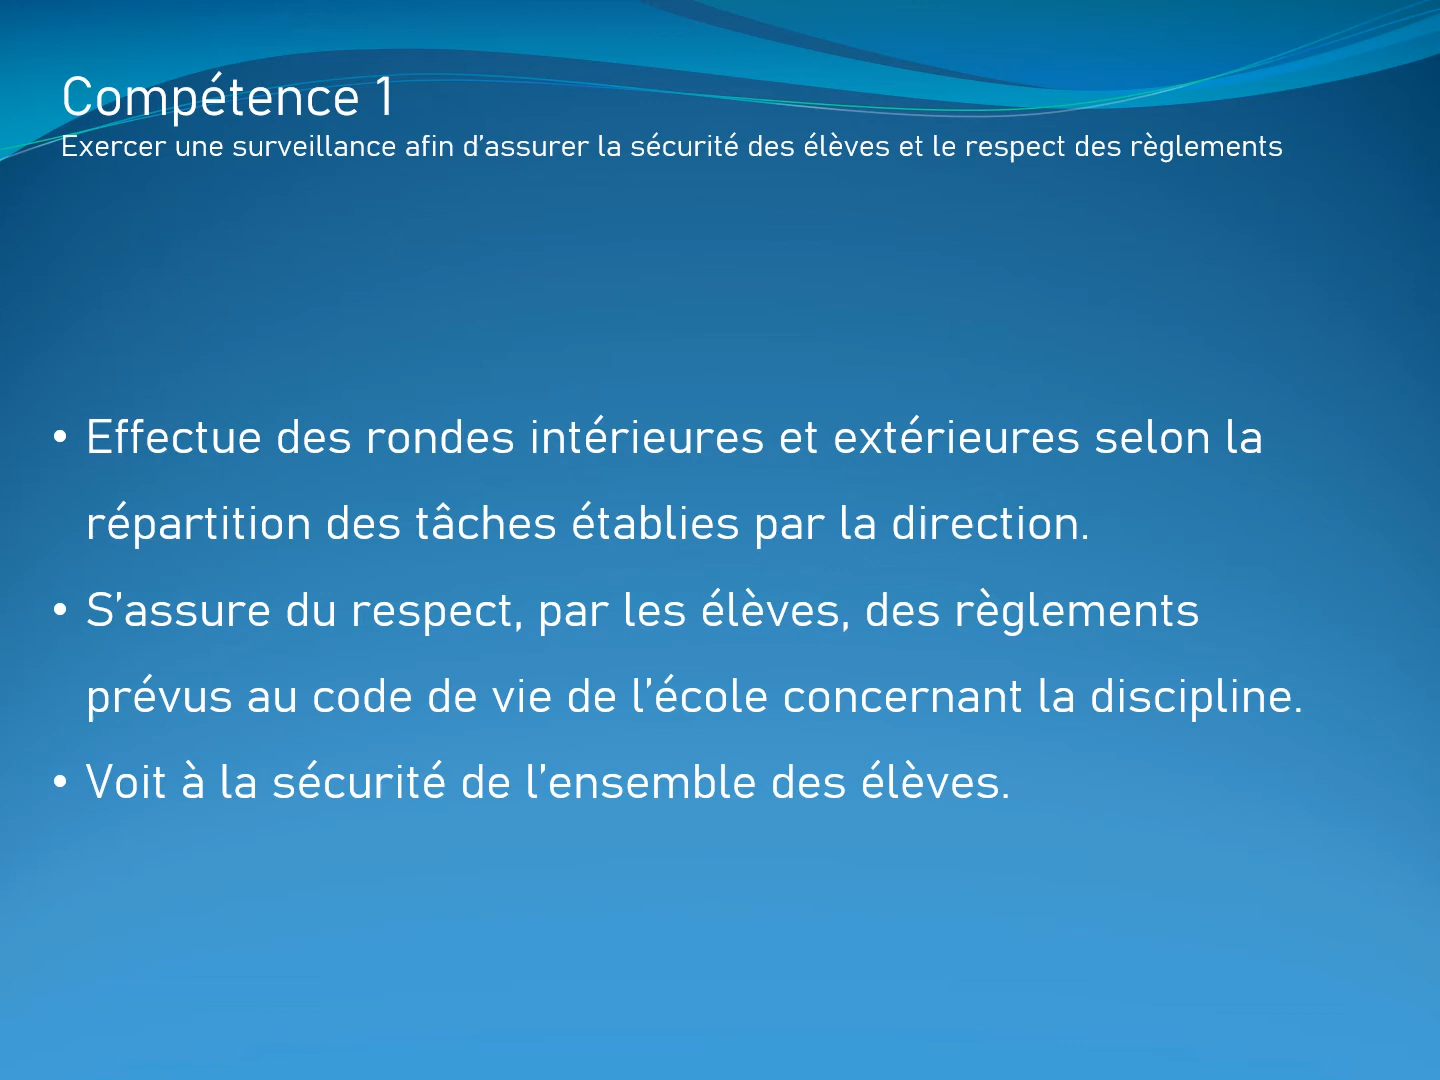 Compétence 1
Exercer une surveillance afin d’assurer la sécurité des élèves et le respect des règlements
• Effectue des rondes intérieures et extérieures selon la
répartition des tâches établies par la direction.
• S’assure du respect, par les élèves, des règlements
prévus au code de vie de l’école concernant la discipline.
• Voit à la sécurité de l’ensemble des élèves.